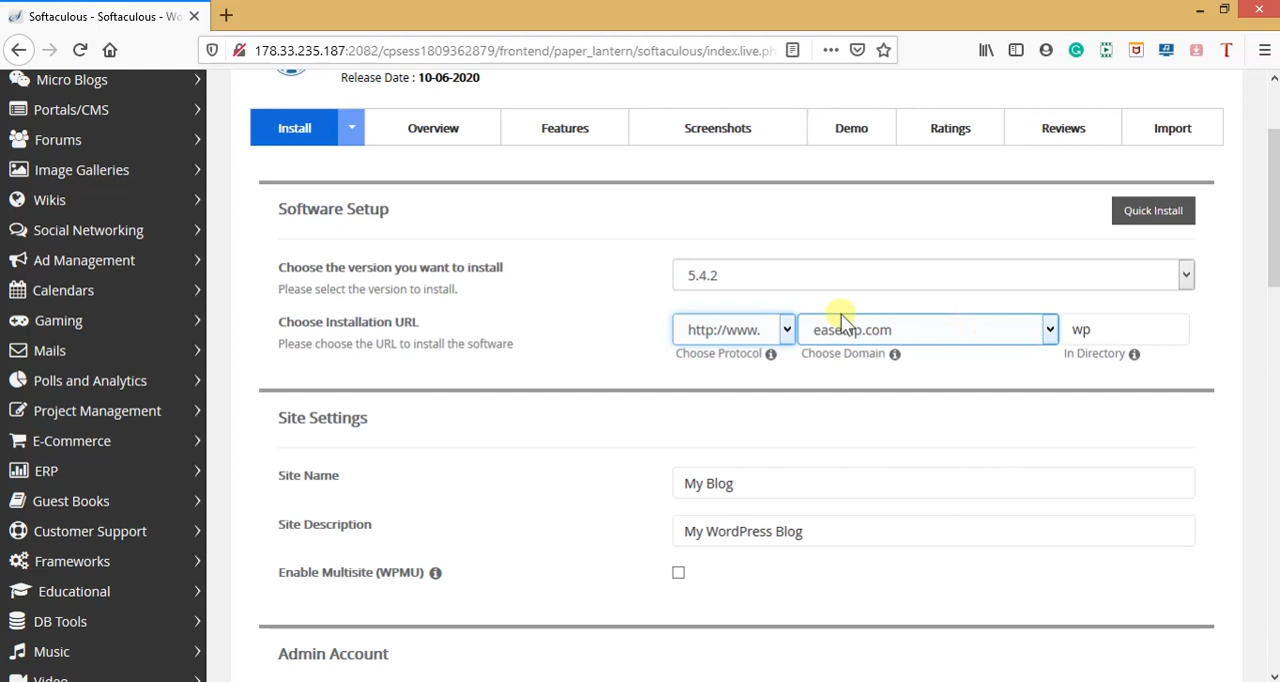 Softaculous - Softaculous - Wo
178.33.235.187:2082/cpsess1809362879/frontend/paper_lantern/softaculous/index.live.ph
Micro Blogs
Portals/CMS
Forums
Image Galleries
Wikis
Social Networking
Ad Management
Calendars
Gaming
Mails
Polls and Analytics
Project Management
E-Commerce
ERP
Guest Books
Customer Support
Frameworks
Educational
DB Tools
Music
Video
Release Date : 10-06-2020
Install Overview Features Screenshots Demo Ratings Reviews Import
Software Setup
Quick Install
Choose the version you want to install
Please select the version to install.
5.4.2
Choose Installation URL
Please choose the URL to install the software
http://www.
wp
Choose Protocol
Choose Domain
In Directory
Site Settings
Site Name
My Blog
Site Description
My WordPress Blog
Enable Multisite (WPMU)
Admin Account